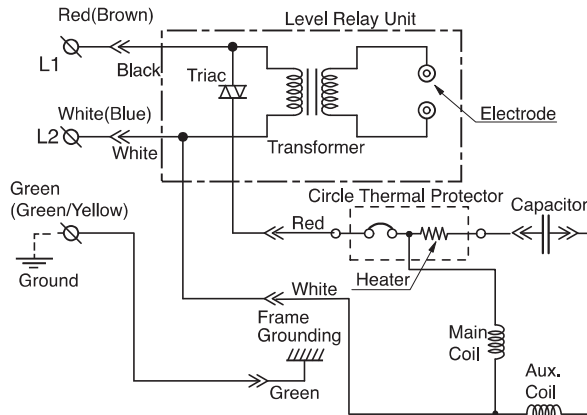 Red(Brown)
Level Relay Unit
L1
Black
Triac
White(Blue)
Electrode
L2
White
Transformer
Green
(Green/Yellow)
Circle Thermal Protector
Capacitor
Red
Ground
Heater
White
Frame
Grounding
Main
Coil
Aux.
Coil
Green